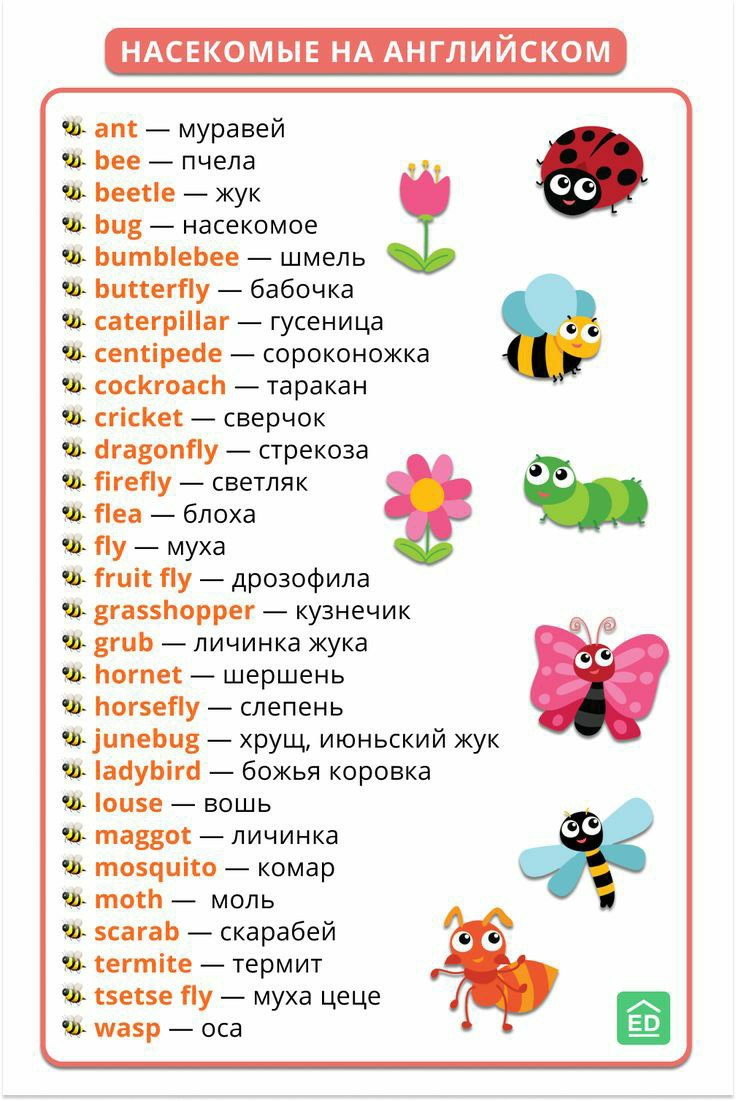 НАСЕКОМЫЕ НА АНГЛИЙСКОМ
ant — муравей
bee — пчела
beetle — жук
bug — насекомое
bumblebee — шмель
butterfly — бабочка
caterpillar — гусеница
centipede — сороконожка
cockroach — таракан
cricket — сверчок
dragonfly — стрекоза
firefly — светляк
flea — блоха
fly — муха
fruit fly — дрозофила
grasshopper — кузнечик
grub — личинка жука
hornet — шершень
horsefly — слепень
junebug — хрущ, июньский жук
ladybird — божья коровка
louse — вошь
maggot — личинка
mosquito — комар
moth — моль
scarab — скарабей
termite — термит
tsetse fly — муха цеце
wasp — оса
ED